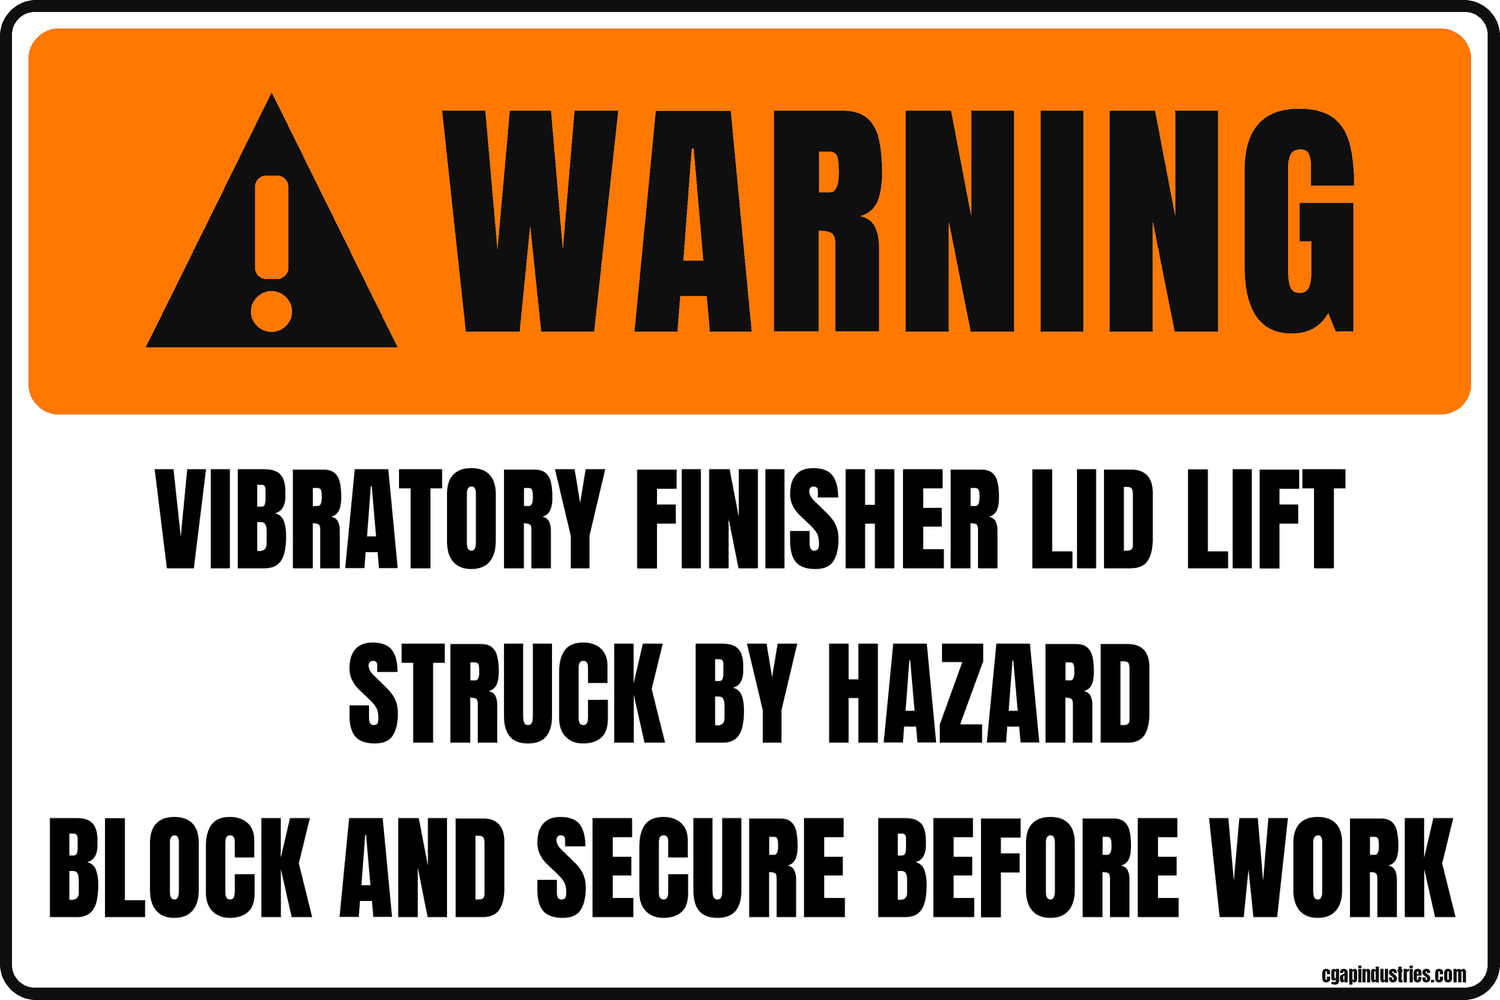 WARNING
VIBRATORY FINISHER LID LIFT
STRUCK BY HAZARD
BLOCK AND SECURE BEFORE WORK
cgapindustries.com